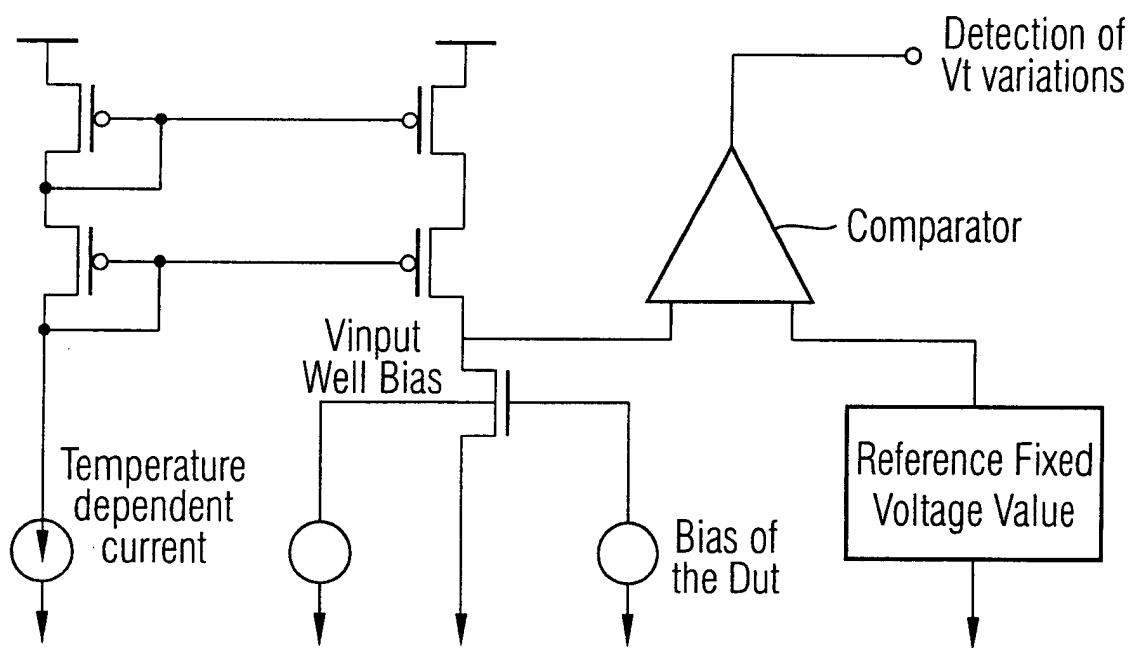 Detection of
Vt variations
Comparator
Vinput
Well Bias
Temperature
dependent
current
Bias of
the Dut
Reference Fixed
Voltage Value